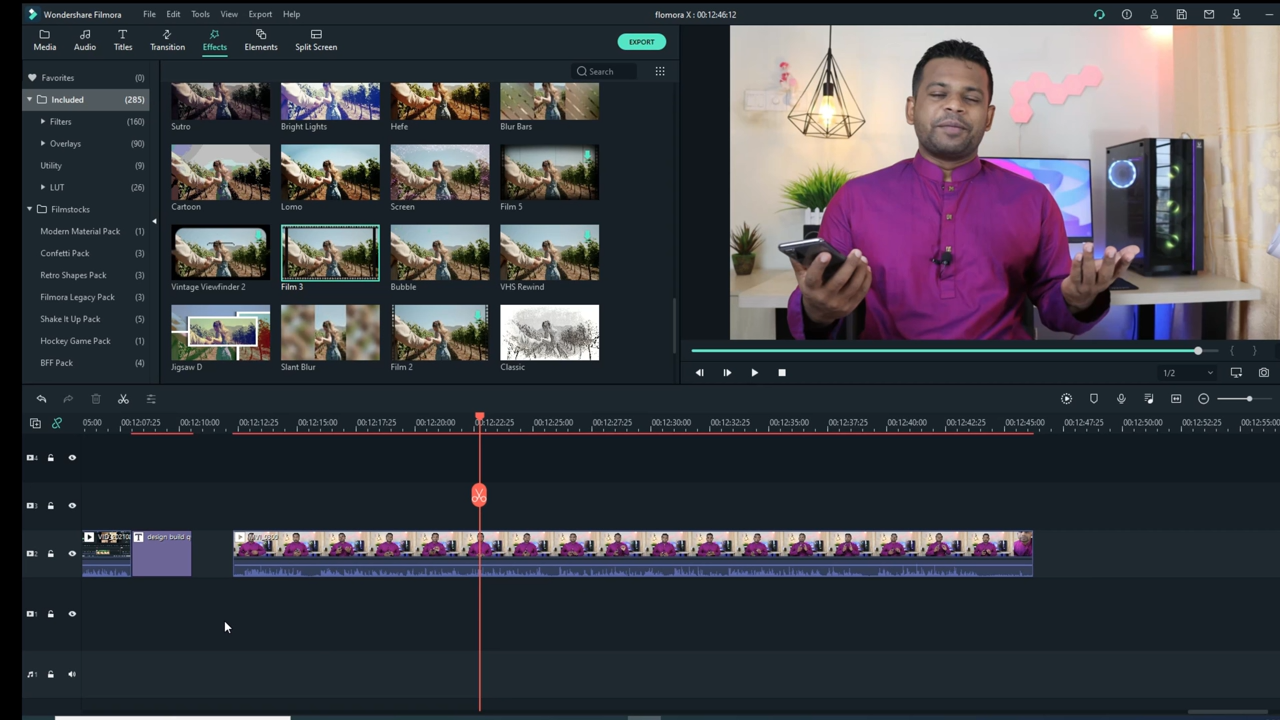 Wondershare Filmora File Edit Tools View Export Help flomora X : 00:12:46:12
Media Audio Titles Transition Effects Elements Split Screen EXPORT
Favorites (0)
Search
Included (285)
Filters (160)
Overlays (90)
Utility (9)
LUT (26)
Filmstocks
Modern Material Pack (1)
Confetti Pack (3)
Retro Shapes Pack (3)
Filmora Legacy Pack (3)
Shake It Up Pack (5)
Hockey Game Pack (1)
BFF Pack (4)
Sutro Bright Lights Hefe Blur Bars
Cartoon Lomo Screen Film 5
Vintage Viewfinder 2 Film 3 Bubble VHS Rewind
Jigsaw D Slant Blur Film 2 Classic
1/2
05:00 00:12:07:25 00:12:10:00 00:12:12:25 00:12:15:00 00:12:17:25 00:12:20:00 00:12:22:25 00:12:25:00 00:12:27:25 00:12:30:00 00:12:32:25 00:12:35:00 00:12:37:25 00:12:40:00 00:12:42:25 00:12:45:00 00:12:47:25 00:12:50:00 00:12:52:25 00:12:55:00
4
3
2 design build q
1
1